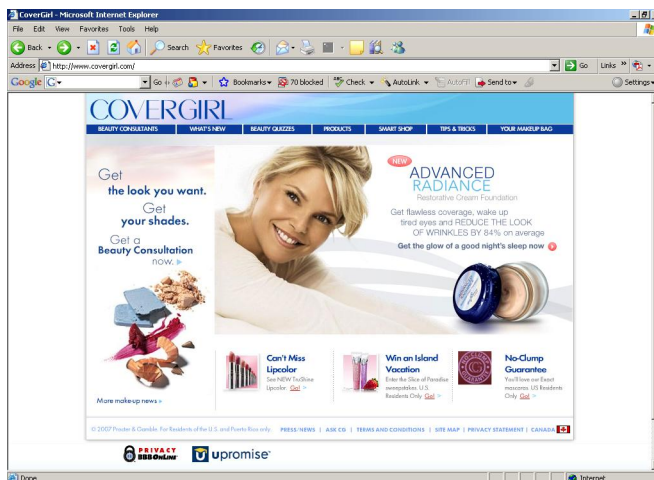 CoverGirl - Microsoft Internet Explorer
File Edit View Favorites Tools Help
Back Search Favorites
Address http://www.covergirl.com/ Go Links »
Google G Go Bookmarks 70 blocked Check AutoLink AutoFill Send to Settings
COVERGIRL
BEAUTY CONSULTANTS WHAT'S NEW BEAUTY QUIZZES PRODUCTS SMART SHOP TIPS & TRICKS YOUR MAKEUP BAG
Get
the look you want.
Get
your shades.
Get a
Beauty Consultation
now.
More make-up news »
NEW
ADVANCED
RADIANCE
Restorative Cream Foundation
Get flawless coverage, wake up
tired eyes and REDUCE THE LOOK
OF WRINKLES BY 84% on average
Get the glow of a good night's sleep now
Can't Miss
Lipcolor
See NEW TruShine
Lipcolor Go! >
Win an Island
Vacation
Enter the Slice of Paradise
sweepstakes. U.S.
Residents Only Go! >
No-Clump
Guarantee
You'll love our Exact
mascaras. US Residents
Only Go! >
© 2007 Procter & Gamble. For Residents of the U.S. and Puerto Rico only. PRESS/NEWS | ASK CG | TERMS AND CONDITIONS | SITE MAP | PRIVACY STATEMENT | CANADA
PRIVACY
BBBONLINE
upromise
Done Internet